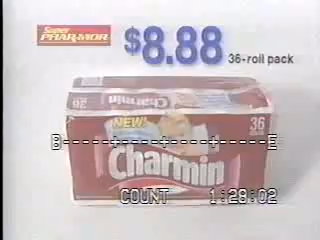 Super
PHAR-MOR
$8.88
36-roll pack
Charmin
NEW!
36
B----+----+----+----E
Charmin
COUNT 1:28:02